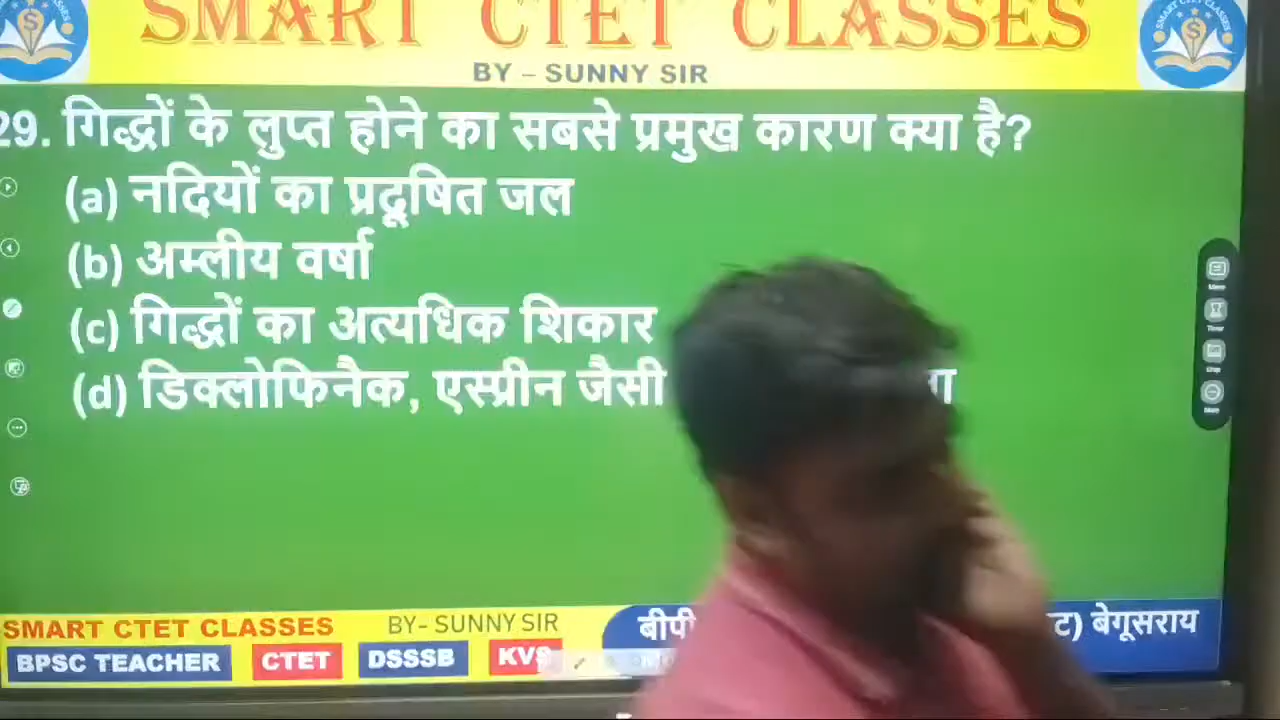 SMART CTET CLASSES
BY – SUNNY SIR
29. गिद्धों के लुप्त होने का सबसे प्रमुख कारण क्या है?
(a) नदियों का प्रदूषित जल
(b) अम्लीय वर्षा
(c) गिद्धों का अत्यधिक शिकार
(d) डिक्लोफिनैक, एस्प्रीन जैसी
SMART CTET CLASSES BY- SUNNY SIR
बेगूसराय
BPSC TEACHER CTET DSSSB KVS